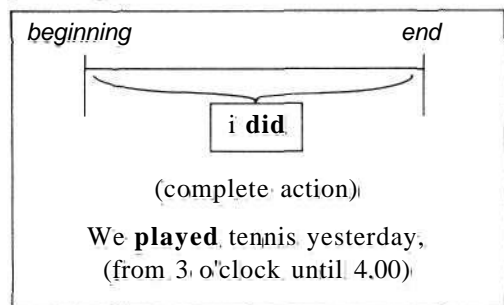 beginning end
i did
(complete action)
We played tennis yesterday,
(from 3 o"clock until 4.00)